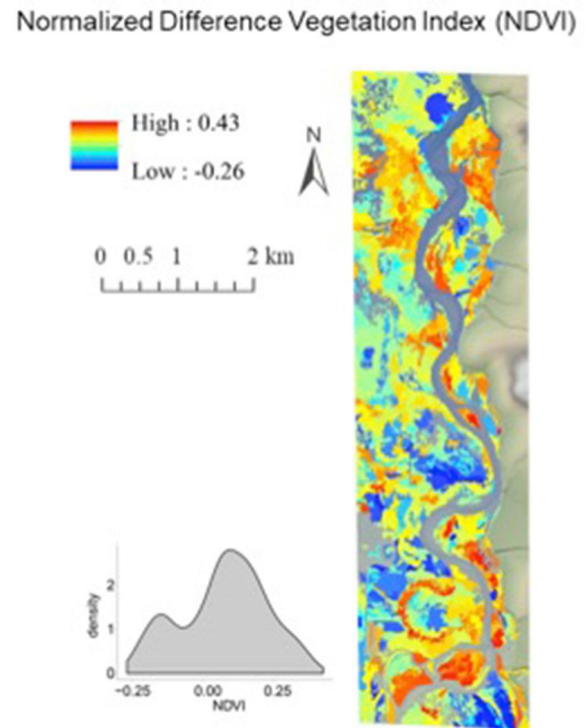 Normalized Difference Vegetation Index (NDVI)
High : 0.43
Low : -0.26
N
0 0.5 1 2 km
2
1
0
density
−0.25 0.00 0.25
NDVI